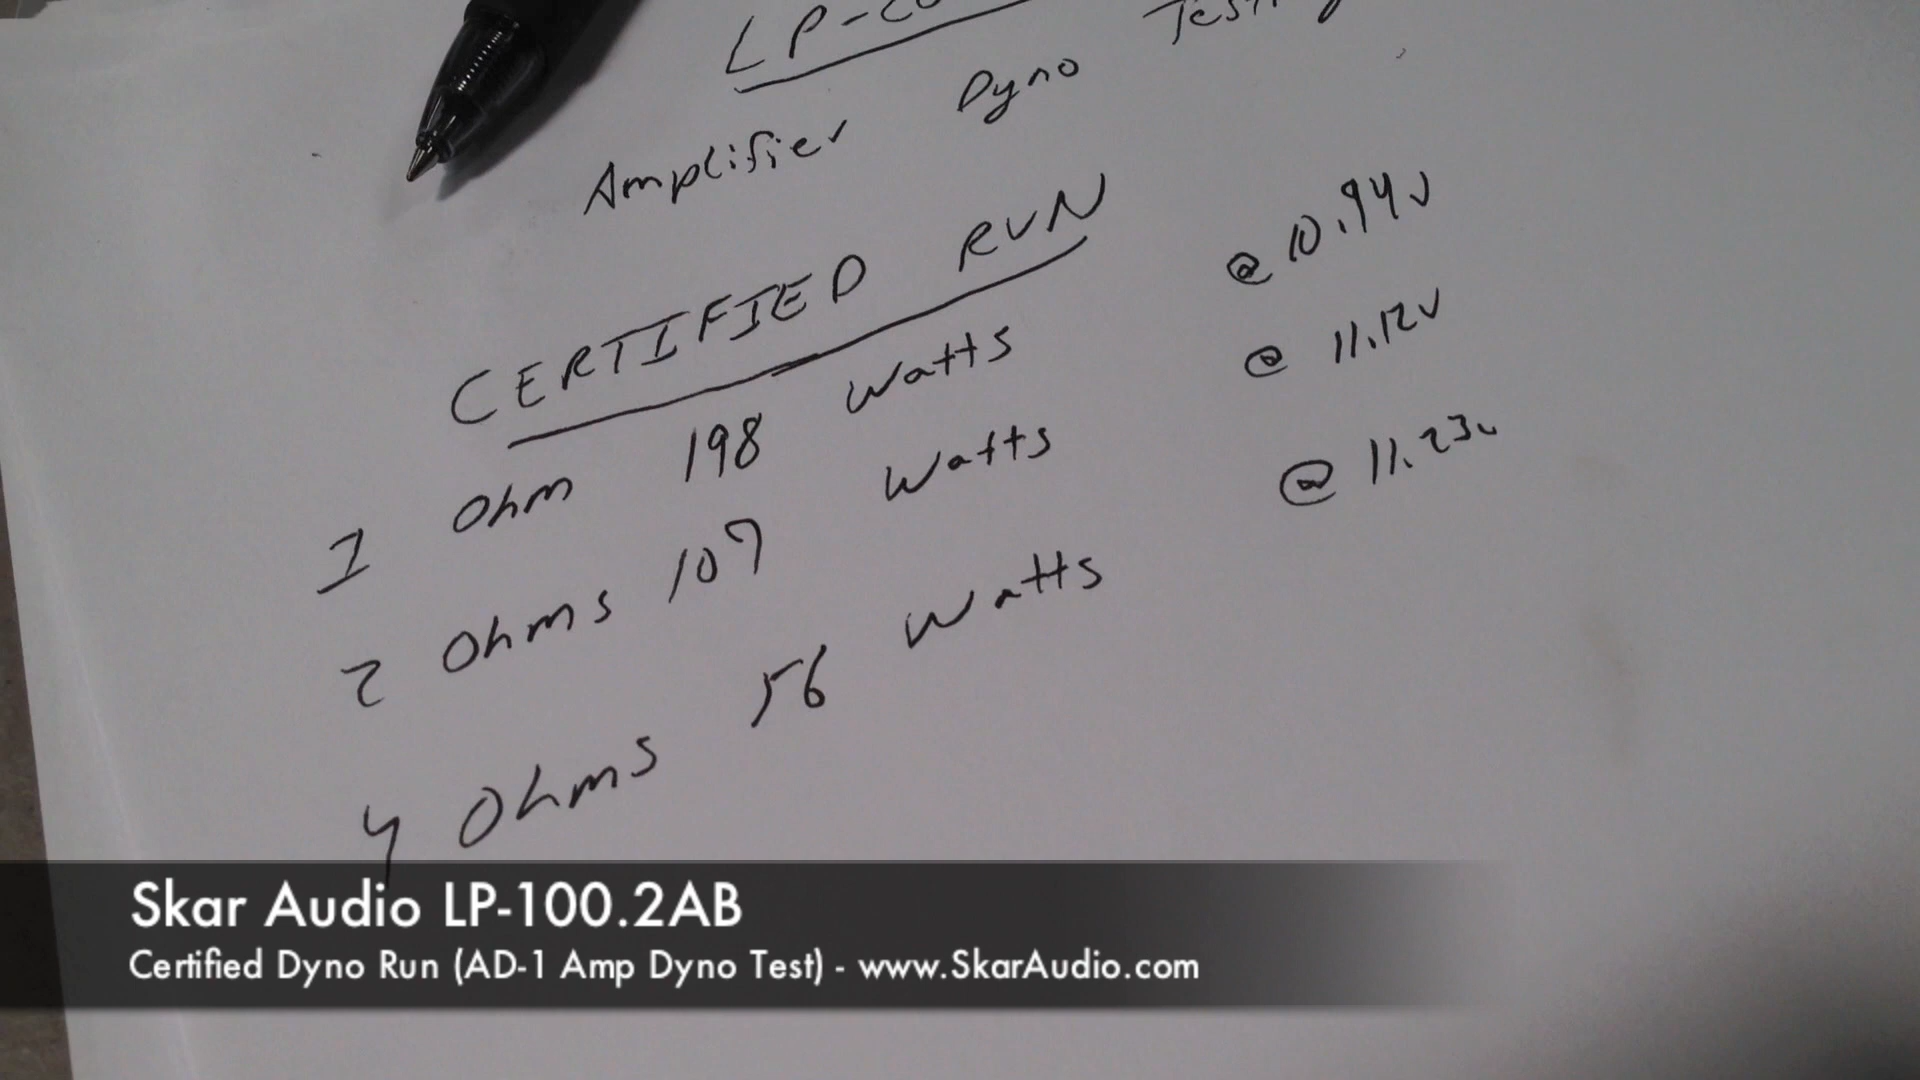 Amplifier Dyno Testing
CERTIFIED RUN
1 Ohm 198 Watts @ 10.94v
2 Ohms 107 Watts @ 11.12v
4 Ohms 56 Watts @ 11.23v
Skar Audio LP-100.2AB
Certified Dyno Run (AD-1 Amp Dyno Test) - www.SkarAudio.com